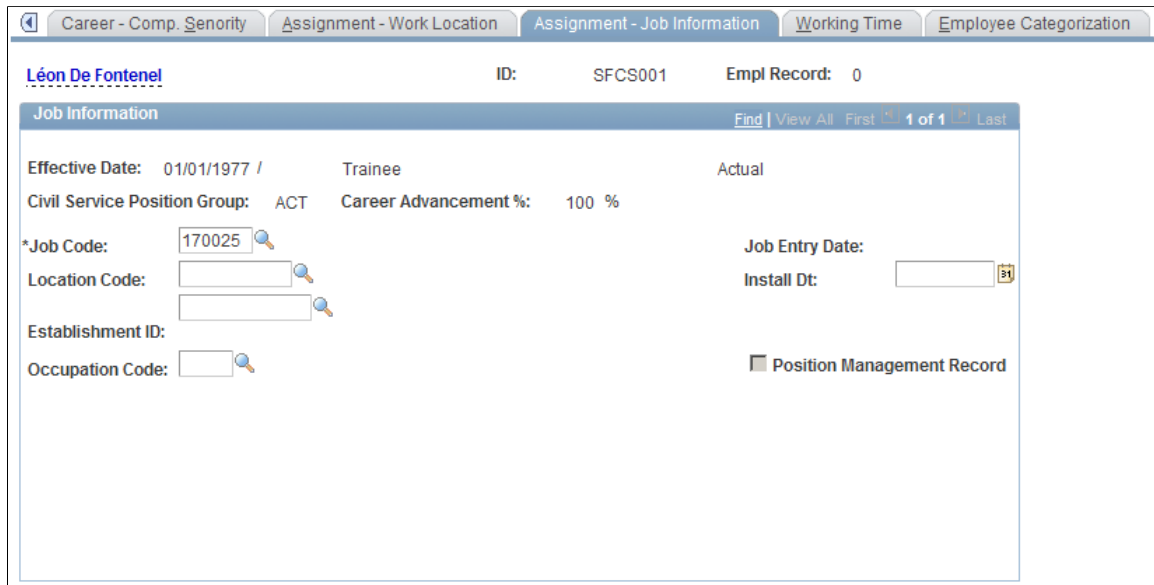 Career - Comp. Senority Assignment - Work Location Assignment - Job Information Working Time Employee Categorization
Léon De Fontenel ID: SFCS001 Empl Record: 0
Job Information Find | View All First 1 of 1 Last
Effective Date: 01/01/1977 / Trainee Actual
Civil Service Position Group: ACT Career Advancement %: 100 %
*Job Code: 170025 Job Entry Date:
Location Code: Install Dt: 31
Establishment ID:
Occupation Code: Position Management Record